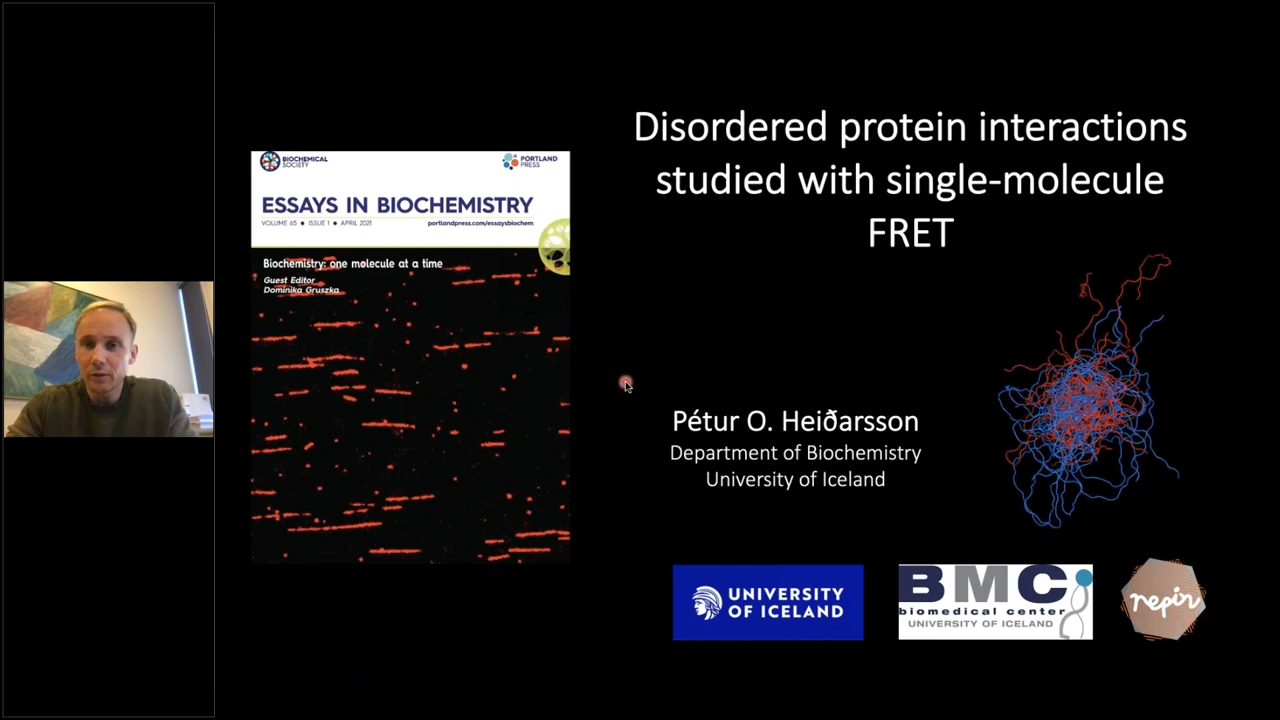 BIOCHEMICAL
SOCIETY
PORTLAND
PRESS
ESSAYS IN BIOCHEMISTRY
VOLUME 65 • ISSUE 1 • APRIL 2021
portlandpress.com/essaysbiochem
Biochemistry: one molecule at a time
Guest Editor
Dominika Gruszka
Disordered protein interactions
studied with single-molecule
FRET
Pétur O. Heiðarsson
Department of Biochemistry
University of Iceland
UNIVERSITY
OF ICELAND
BMC
biomedical center
UNIVERSITY OF ICELAND
repin